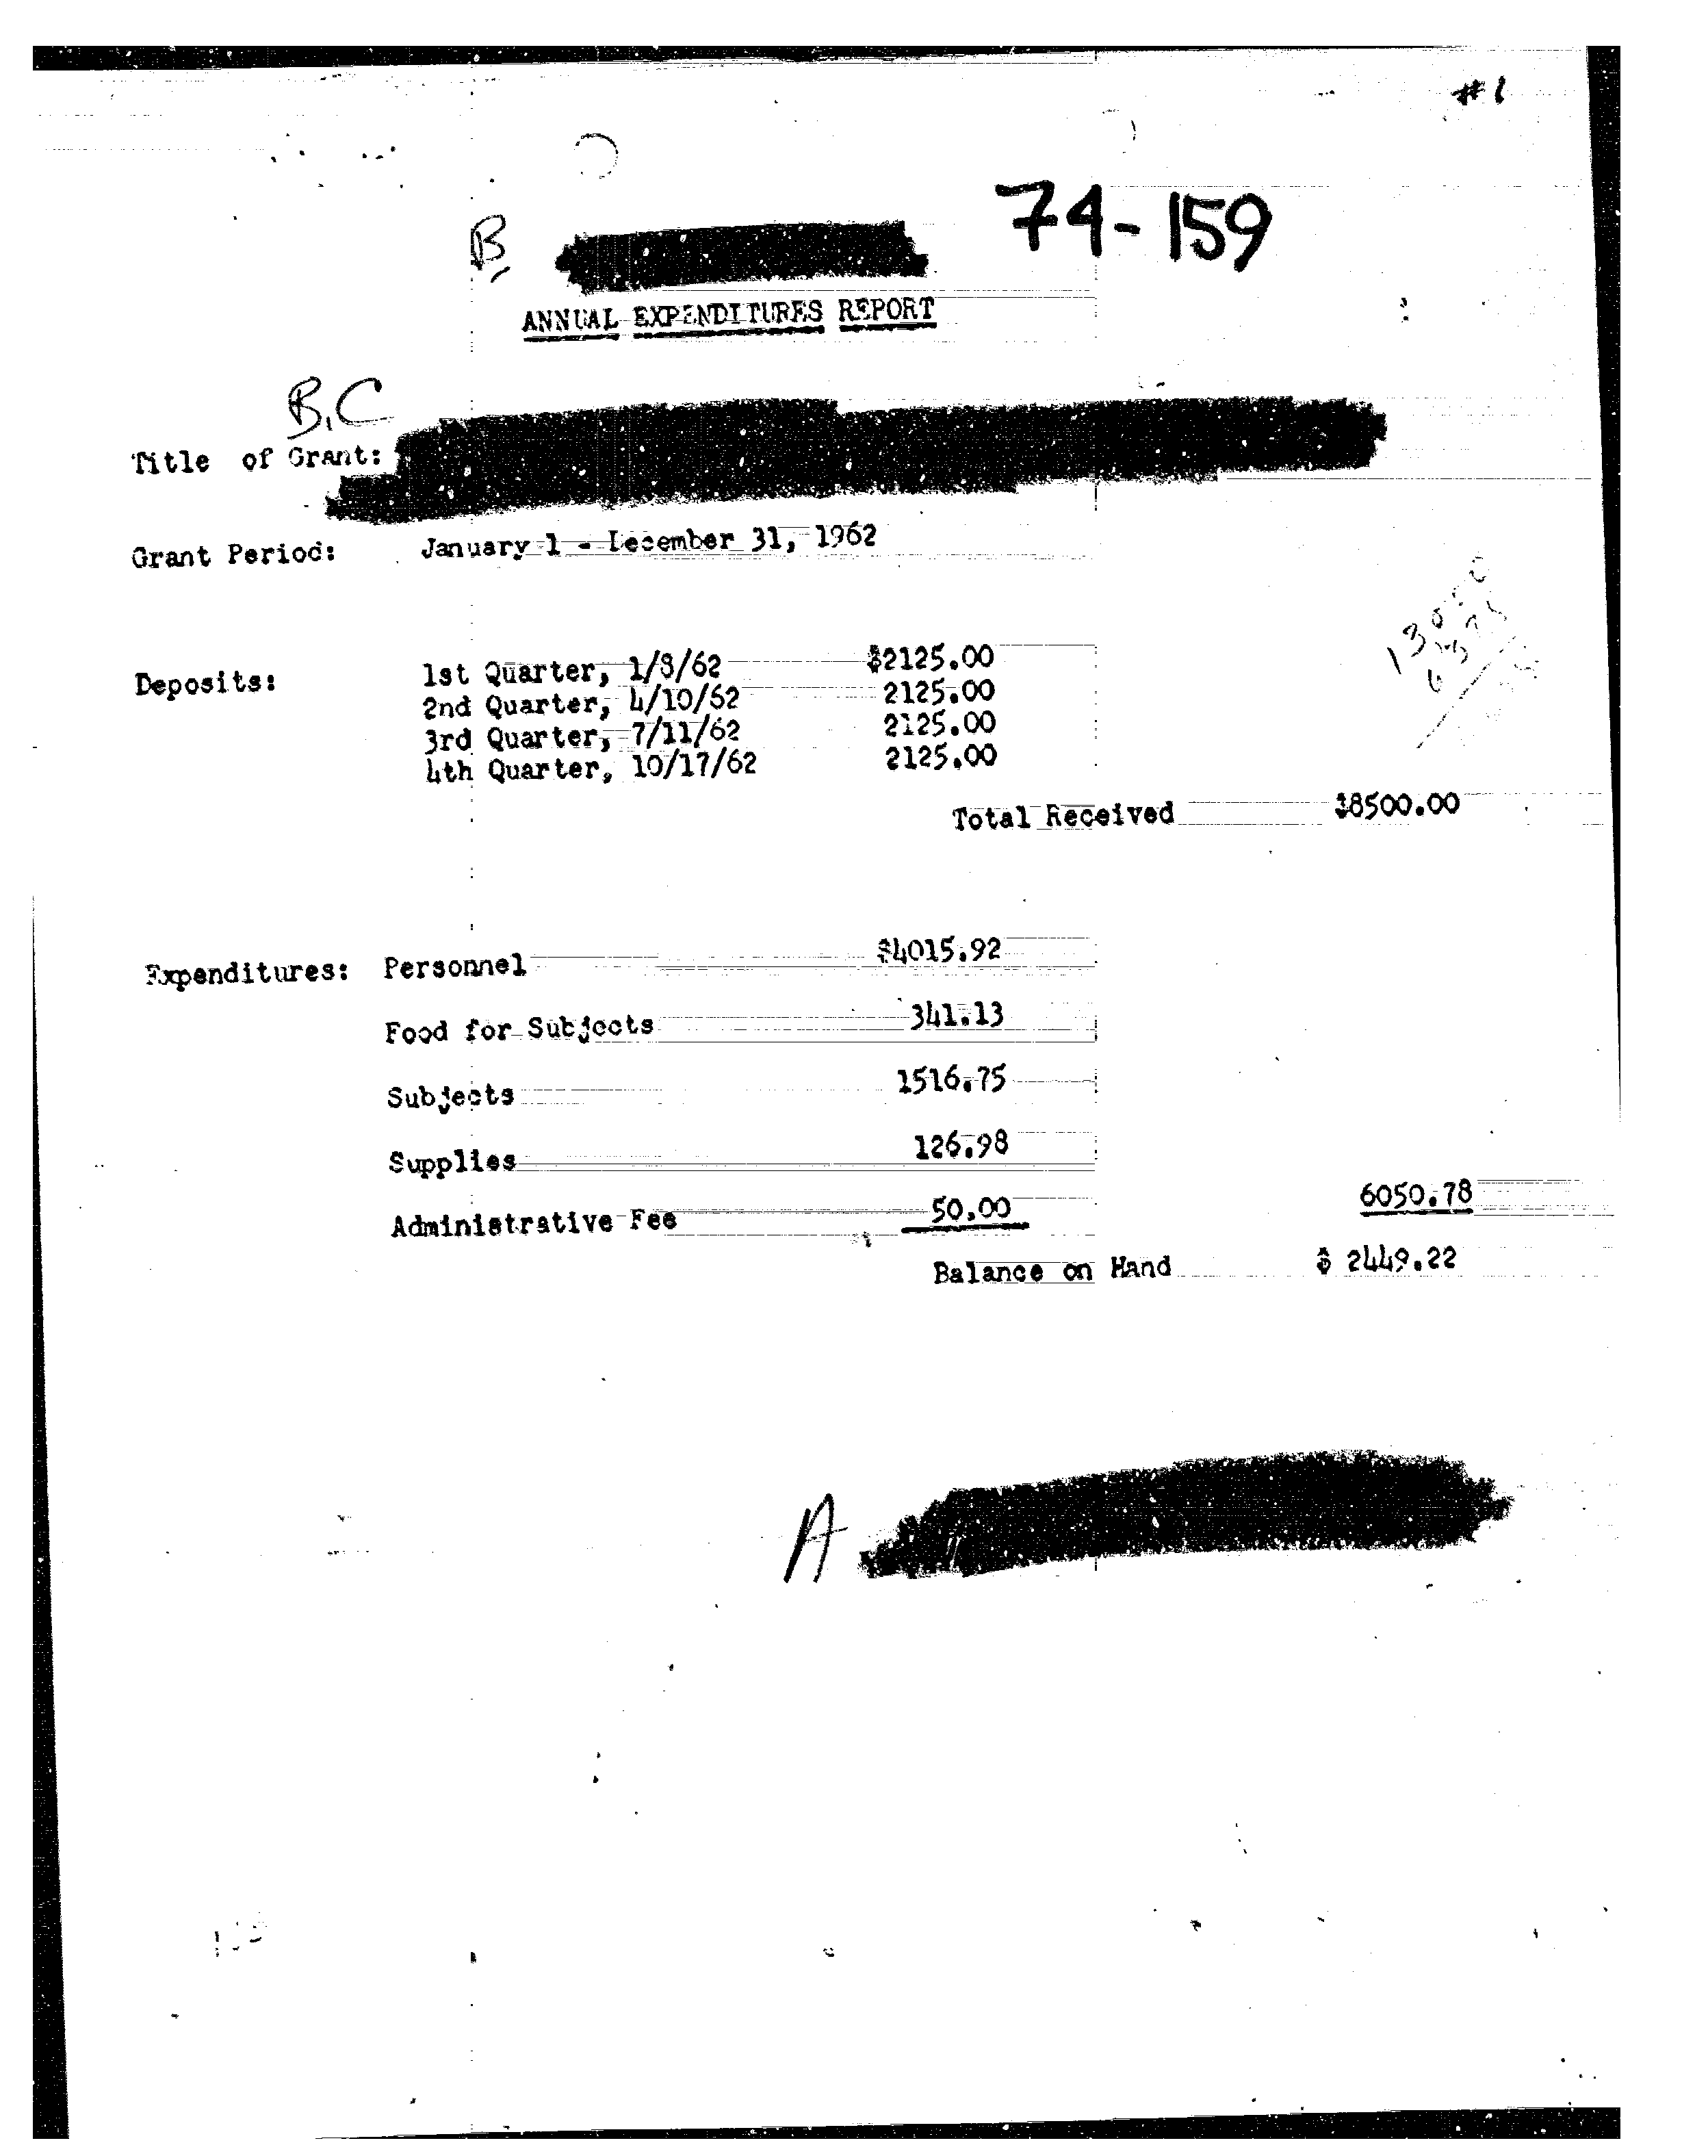 #1
74-159
B
ANNUAL EXPENDITURES REPORT
B,C
Title of Grant:
Grant Period: January 1 - December 31, 1962
Deposits: 1st Quarter, 1/8/62 $2125.00
2nd Quarter, 4/10/62 2125.00
3rd Quarter, 7/11/62 2125.00
4th Quarter, 10/17/62 2125.00
Total Received $8500.00
Expenditures: Personnel $4015.92
Food for Subjects 341.13
Subjects 1516.75
Supplies 126.98
Administrative Fee 50.00 6050.78
Balance on Hand $ 2449.22
A